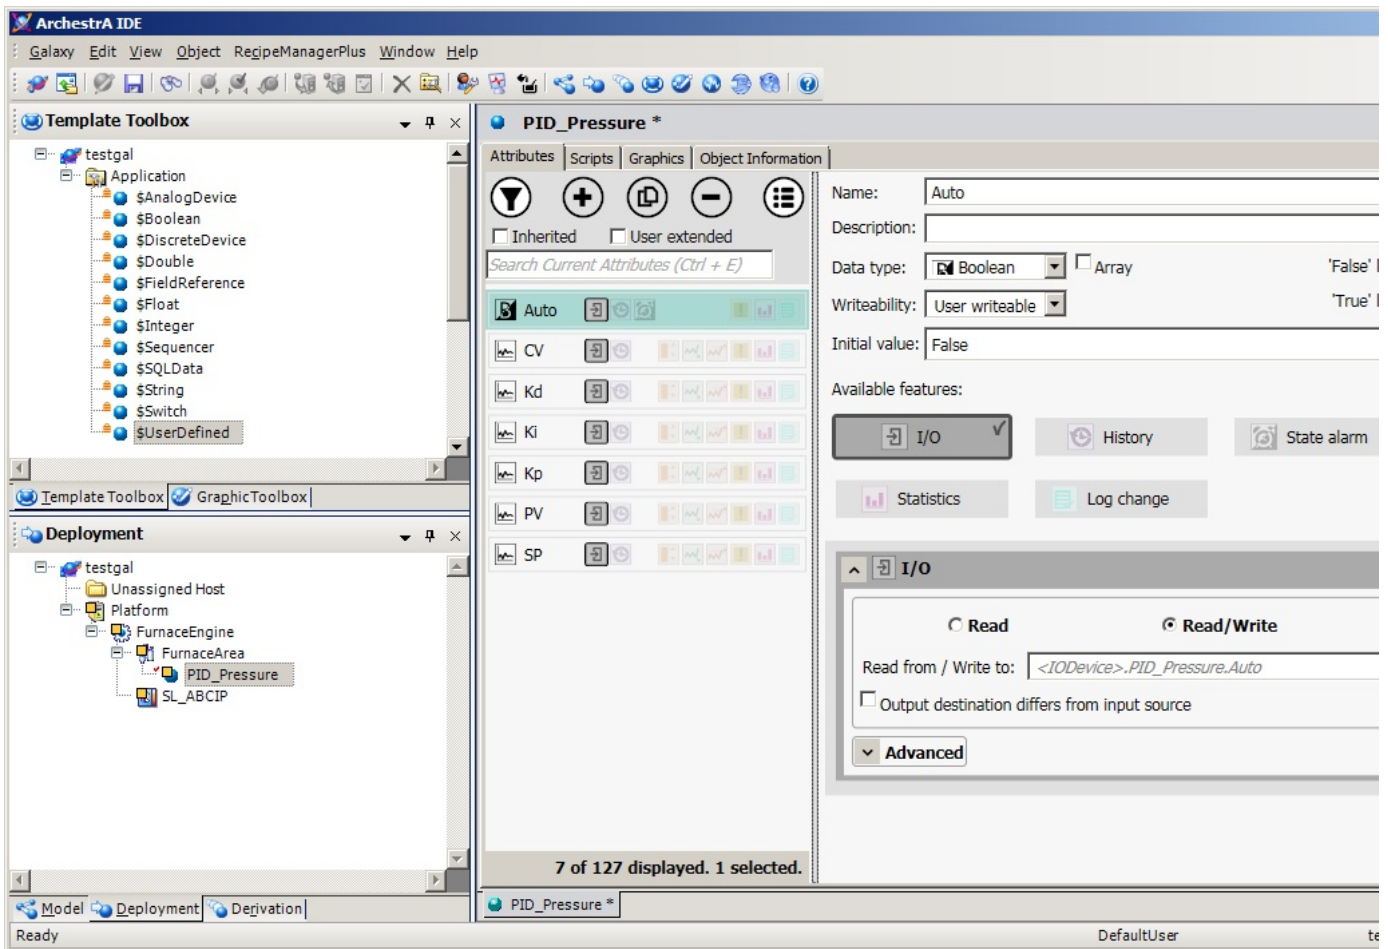 ArchestrA IDE
Galaxy Edit View Object RecipeManagerPlus Window Help
Template Toolbox
testgal
Application
$AnalogDevice
$Boolean
$DiscreteDevice
$Double
$FieldReference
$Float
$Integer
$Sequencer
$SQLData
$String
$Switch
$UserDefined
Template Toolbox GraphicToolbox
Deployment
testgal
Unassigned Host
Platform
FurnaceEngine
FurnaceArea
PID_Pressure
SL_ABCIP
Model Deployment Derivation
PID_Pressure *
Attributes Scripts Graphics Object Information
Inherited User extended
Search Current Attributes (Ctrl + E)
Auto
CV
Kd
Ki
Kp
PV
SP
7 of 127 displayed. 1 selected.
Name: Auto
Description:
Data type: Boolean Array 'False' l
Writeability: User writeable 'True' l
Initial value: False
Available features:
I/O History State alarm
Statistics Log change
I/O
Read Read/Write
Read from / Write to: <IODevice>.PID_Pressure.Auto
Output destination differs from input source
Advanced
PID_Pressure *
Ready DefaultUser te